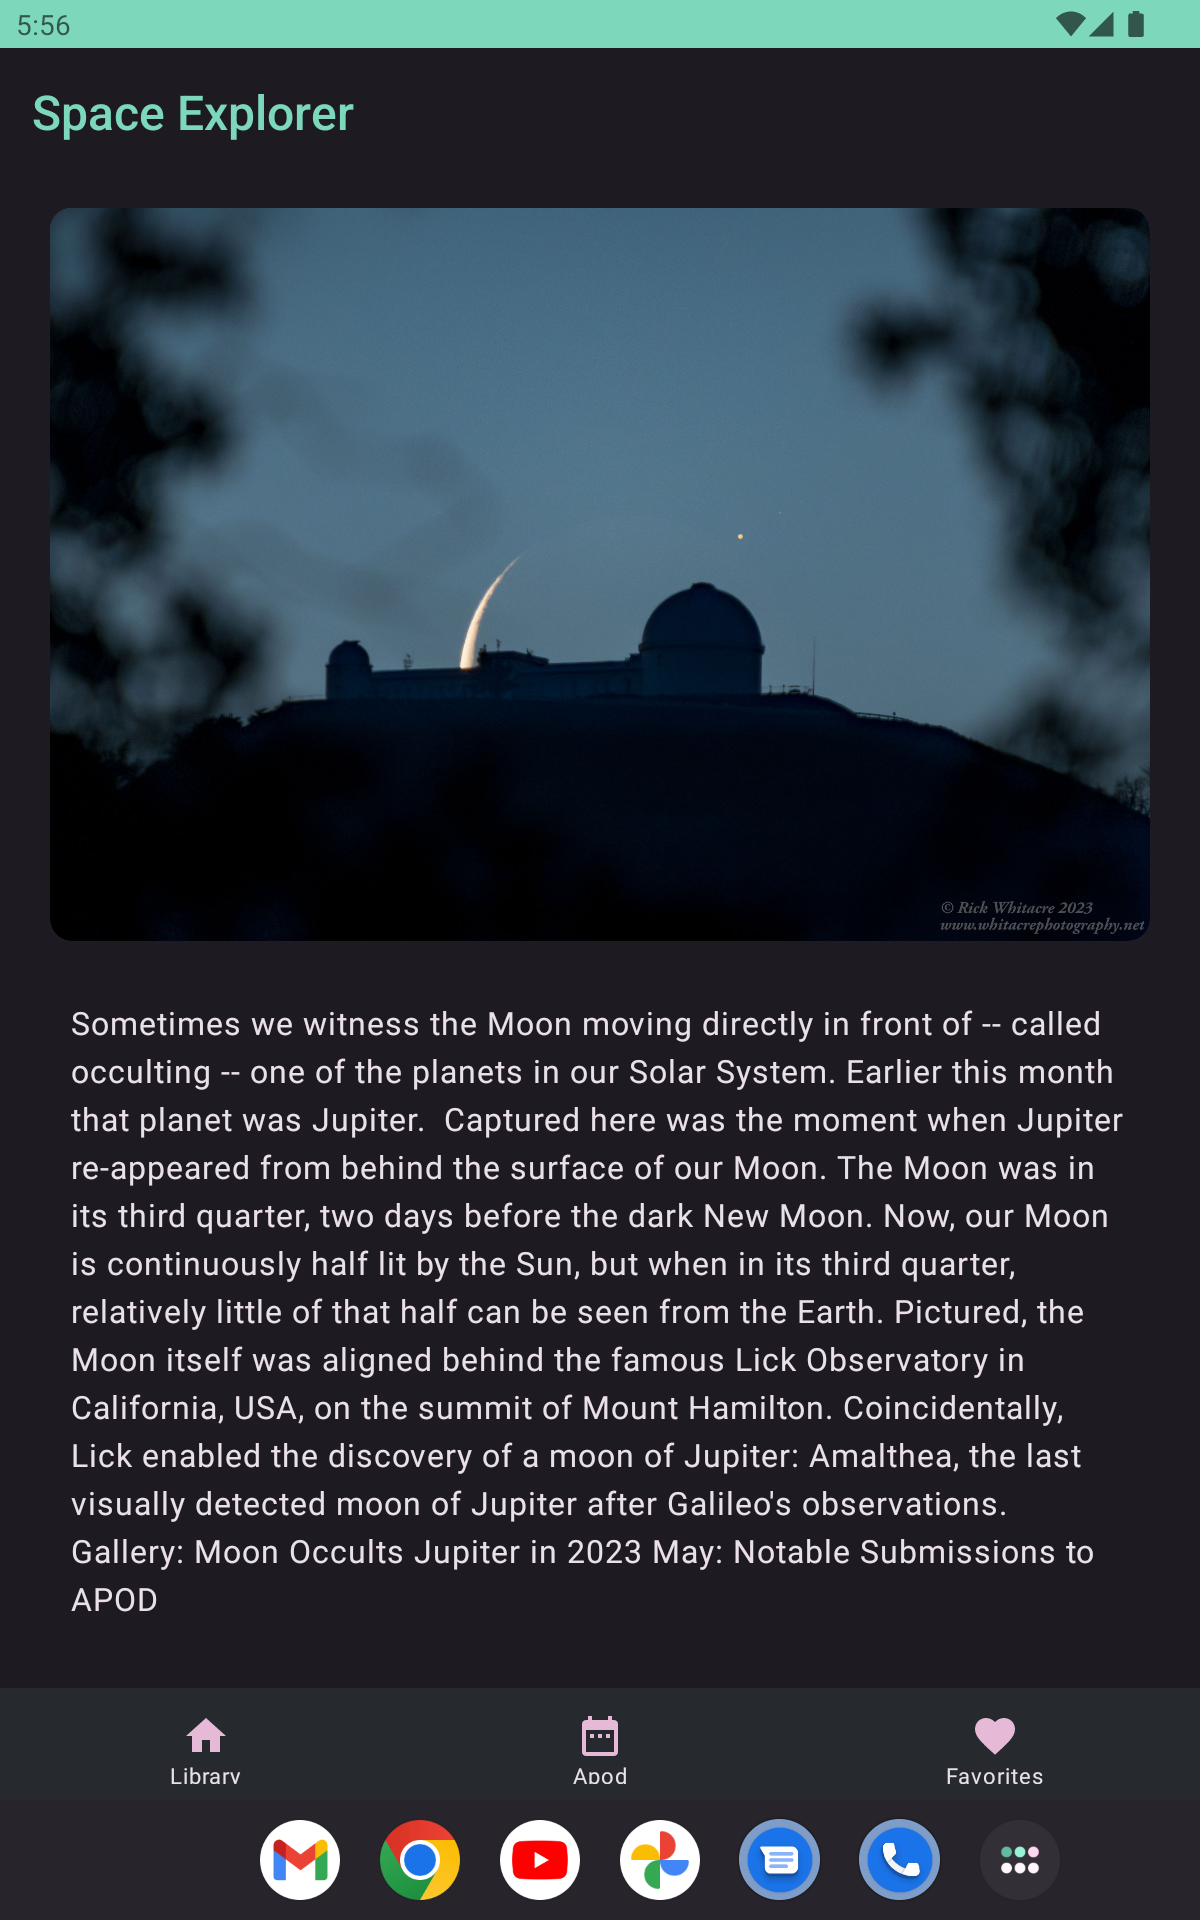 5:56
Space Explorer
© Rick Whitacre 2023
www.whitacrephotography.net
Sometimes we witness the Moon moving directly in front of -- called
occulting -- one of the planets in our Solar System. Earlier this month
that planet was Jupiter.  Captured here was the moment when Jupiter
re-appeared from behind the surface of our Moon. The Moon was in
its third quarter, two days before the dark New Moon. Now, our Moon
is continuously half lit by the Sun, but when in its third quarter,
relatively little of that half can be seen from the Earth. Pictured, the
Moon itself was aligned behind the famous Lick Observatory in
California, USA, on the summit of Mount Hamilton. Coincidentally,
Lick enabled the discovery of a moon of Jupiter: Amalthea, the last
visually detected moon of Jupiter after Galileo's observations.
Gallery: Moon Occults Jupiter in 2023 May: Notable Submissions to
APOD
Library Apod Favorites